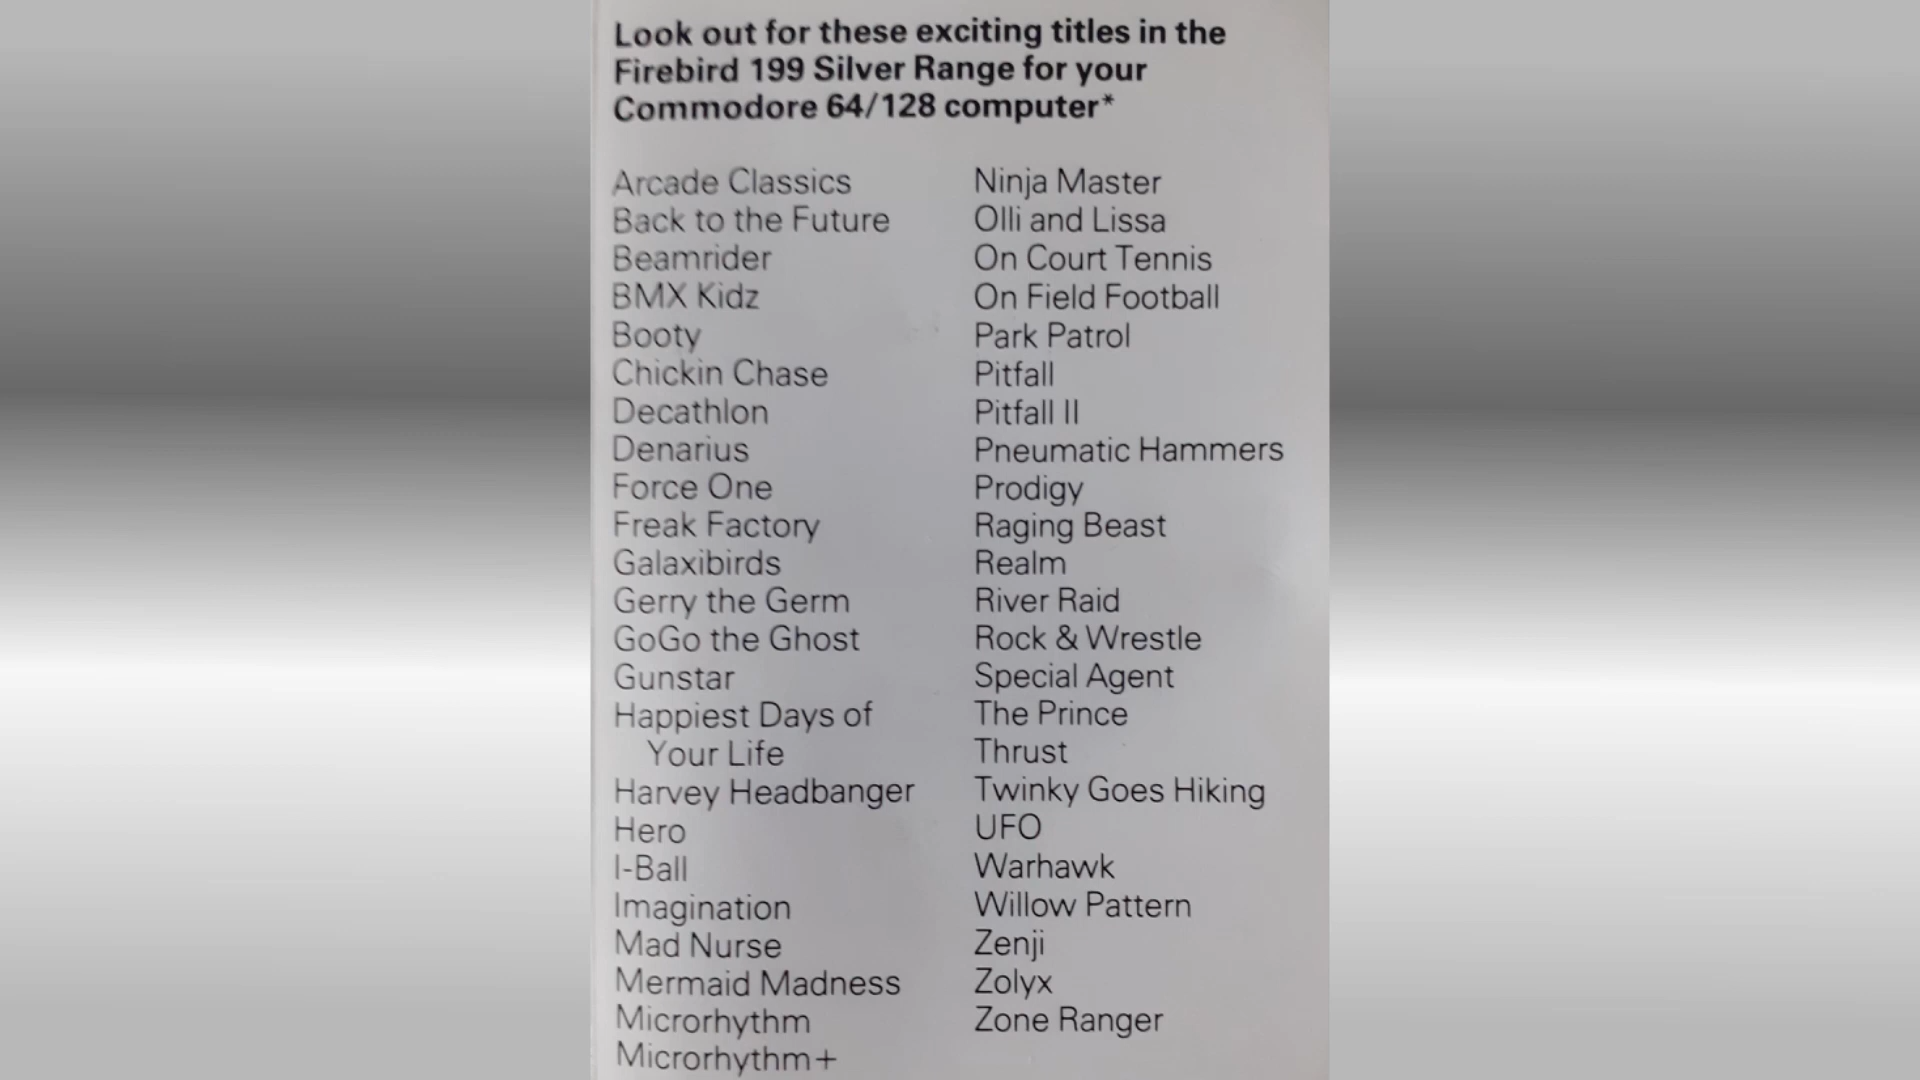 Look out for these exciting titles in the
Firebird 199 Silver Range for your
Commodore 64/128 computer*
Arcade Classics
Back to the Future
Beamrider
BMX Kidz
Booty
Chickin Chase
Decathlon
Denarius
Force One
Freak Factory
Galaxibirds
Gerry the Germ
GoGo the Ghost
Gunstar
Happiest Days of
Your Life
Harvey Headbanger
Hero
I-Ball
Imagination
Mad Nurse
Mermaid Madness
Microrhythm
Microrhythm+
Ninja Master
Olli and Lissa
On Court Tennis
On Field Football
Park Patrol
Pitfall
Pitfall II
Pneumatic Hammers
Prodigy
Raging Beast
Realm
River Raid
Rock & Wrestle
Special Agent
The Prince
Thrust
Twinky Goes Hiking
UFO
Warhawk
Willow Pattern
Zenji
Zolyx
Zone Ranger